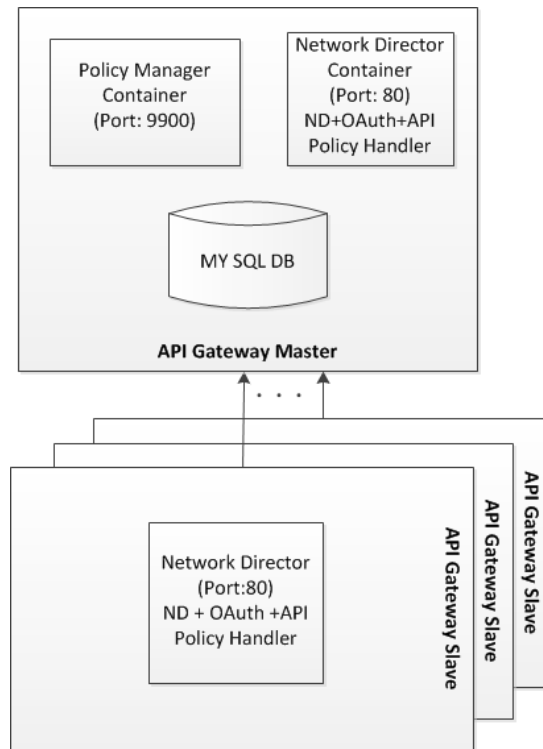 Policy Manager
Container
(Port: 9900)
Network Director
Container
(Port: 80)
ND+OAuth+API
Policy Handler
MY SQL DB
API Gateway Master
. . .
Network Director
(Port:80)
ND + OAuth +API
Policy Handler
API Gateway Slave
API Gateway Slave
API Gateway Slave